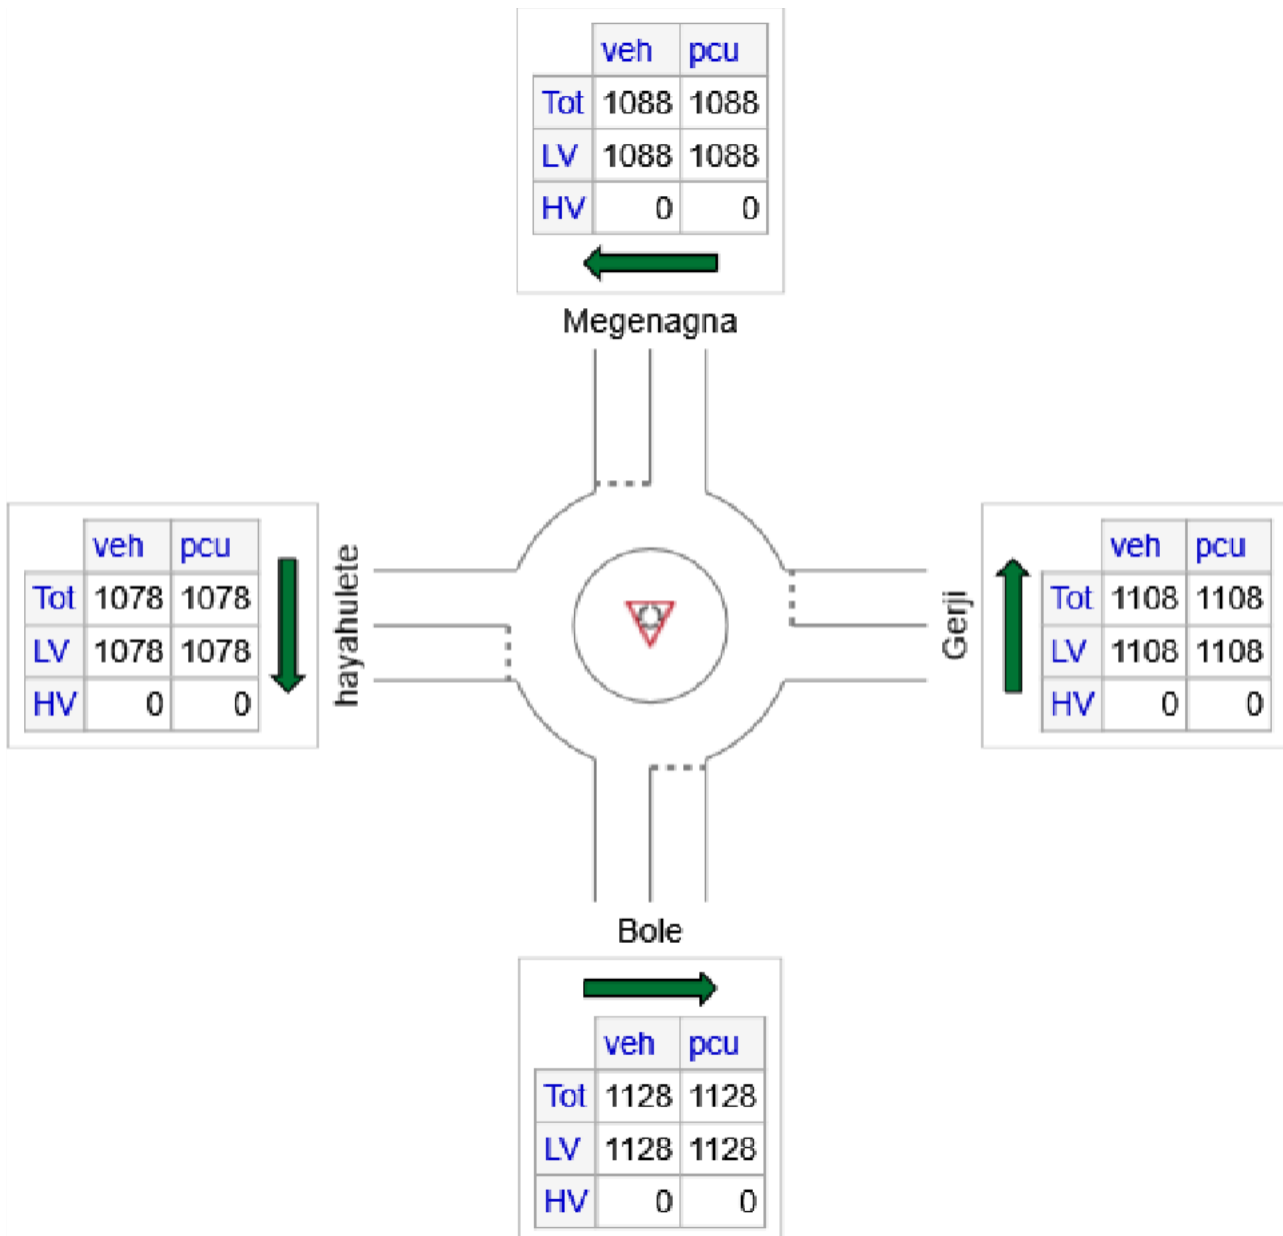 veh pcu
Tot 1088 1088
LV 1088 1088
HV 0 0
Megenagna
veh pcu
Tot 1078 1078
LV 1078 1078
HV 0 0
hayahulete
Gerji
veh pcu
Tot 1108 1108
LV 1108 1108
HV 0 0
Bole
veh pcu
Tot 1128 1128
LV 1128 1128
HV 0 0